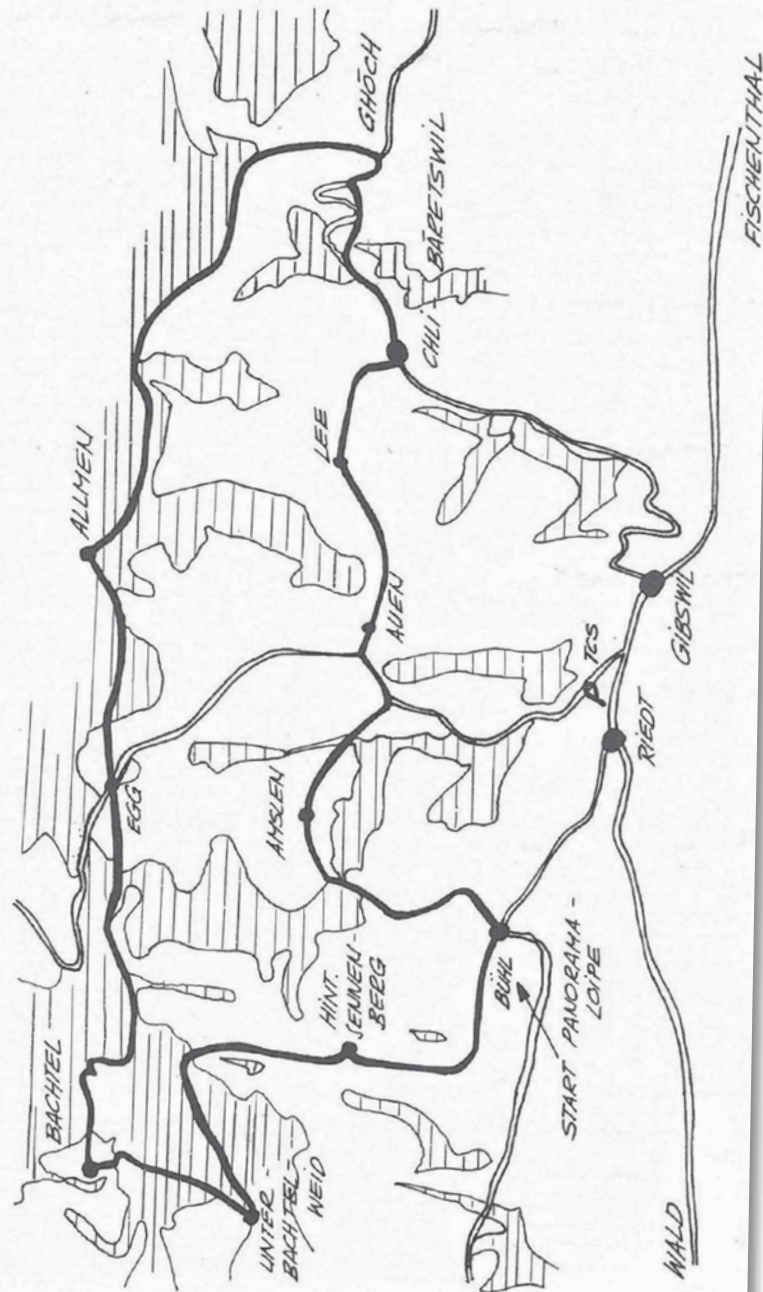 BACHTEL
ALLMEN
GHÖCH
EGG
UNTER
BACHTEL-
WEID
HINT.
SENNEN-
BERG
AMSLEN
AUEN
LEE
CHLI BÄRETSWIL
BÜHL
START PANORAMA-
LOIPE
TCS
RIEDT
GIBSWIL
WALD
FISCHENTHAL